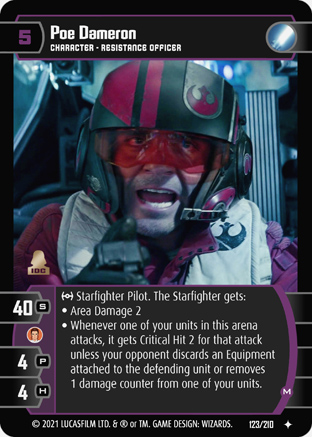 5
Poe Dameron
CHARACTER • RESISTANCE OFFICER
IDC
40 S
4 P
4 H
Starfighter Pilot. The Starfighter gets:
• Area Damage 2
• Whenever one of your units in this arena
attacks, it gets Critical Hit 2 for that attack
unless your opponent discards an Equipment
attached to the defending unit or removes
1 damage counter from one of your units.
M
© 2021 LUCASFILM LTD. & ® or TM. GAME DESIGN: WIZARDS.
123/210